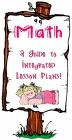 Math
a guide to
Integrated
Lesson Plans!